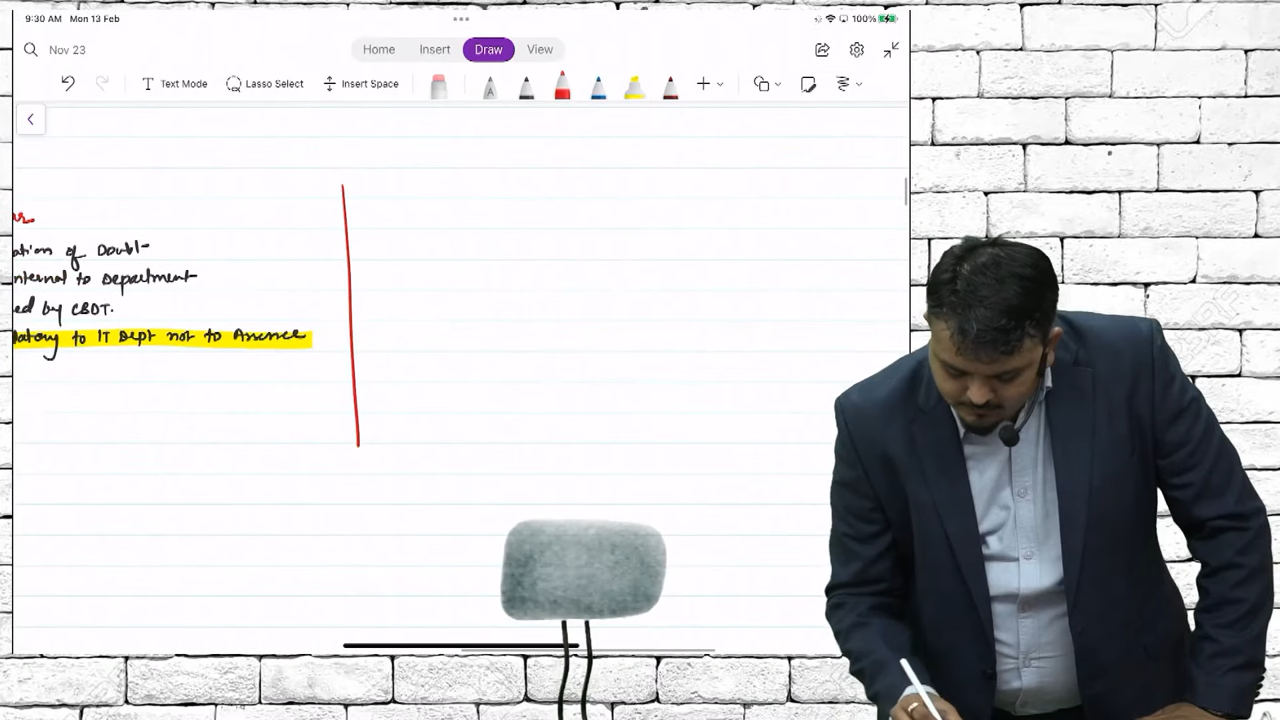 9:30 AM Mon 13 Feb
100%
Nov 23
Home Insert Draw View
Text Mode Lasso Select Insert Space
ation of Doubt
nternal to Department
ed by CBDT.
datory to IT Dept not to Assessee